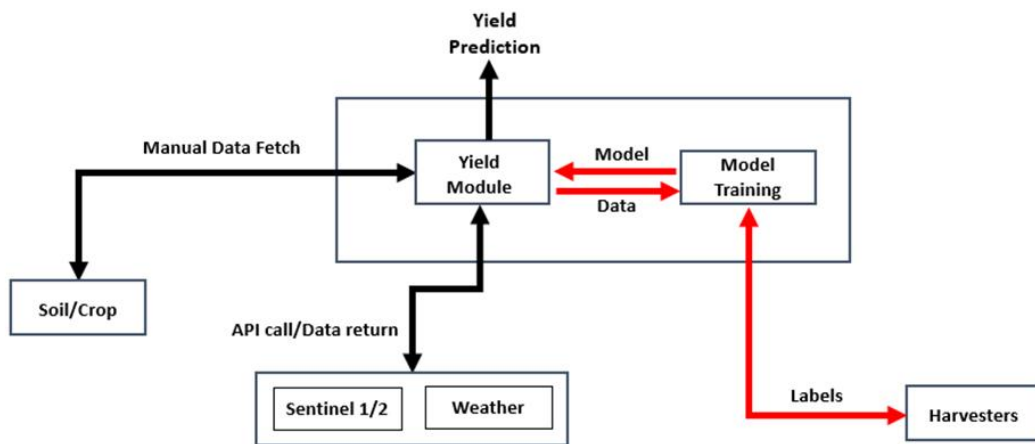 Yield
Prediction
Manual Data Fetch
Yield
Module
Model
Data
Model
Training
Soil/Crop
API call/Data return
Sentinel 1/2
Weather
Labels
Harvesters